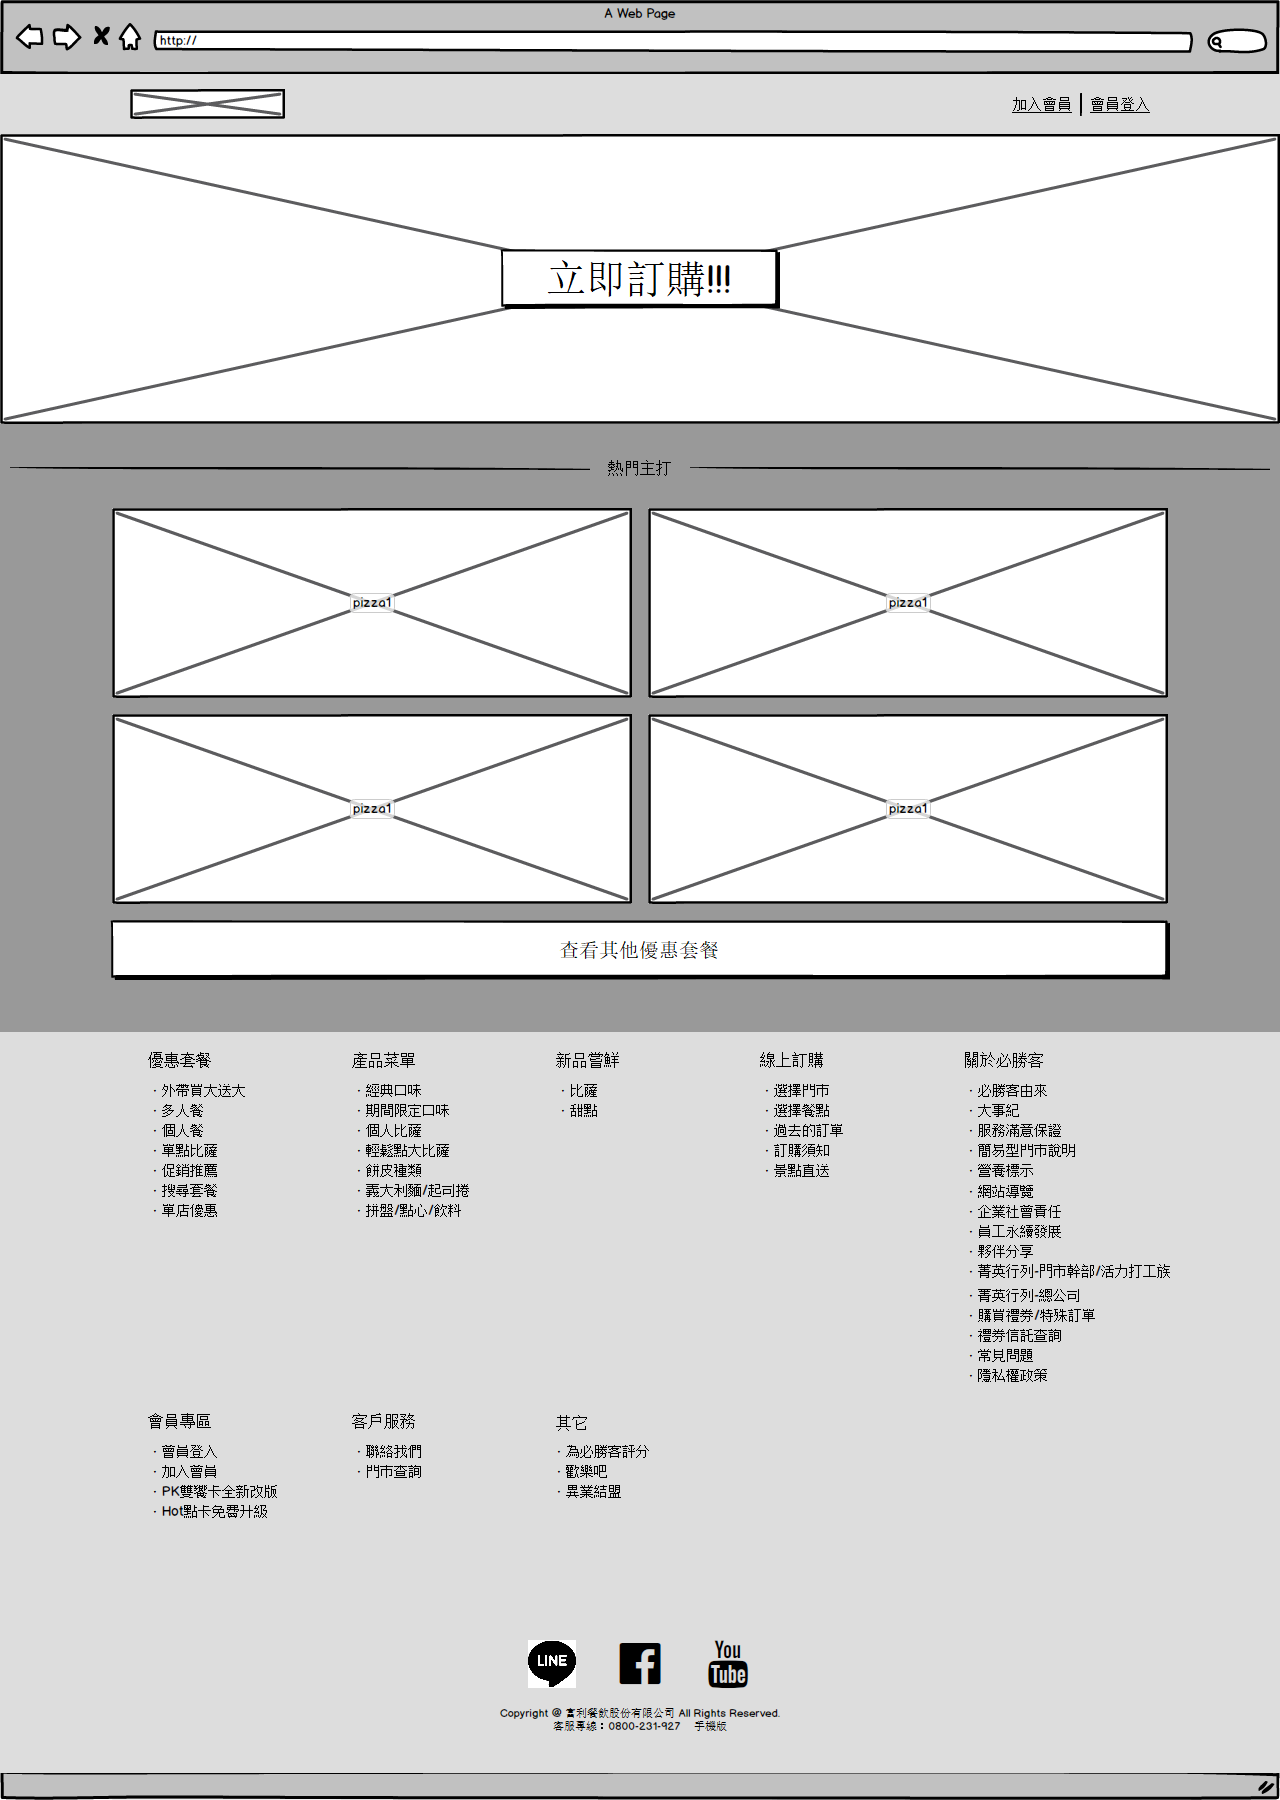 A Web Page
http://
加入會員 | 會員登入
立即訂購!!!
熱門主打
pizza1
pizza1
pizza1
pizza1
查看其他優惠套餐
優惠套餐
・外帶買大送大
・多人餐
・個人餐
・單點比薩
・促銷推薦
・搜尋套餐
・單店優惠
產品菜單
・經典口味
・期間限定口味
・個人比薩
・輕鬆點大比薩
・餅皮種類
・義大利麵/起司捲
・拼盤/點心/飲料
新品嘗鮮
・比薩
・甜點
線上訂購
・選擇門市
・選擇餐點
・過去的訂單
・訂購須知
・景點直送
關於必勝客
・必勝客由來
・大事紀
・服務滿意保證
・簡易型門市說明
・營養標示
・網站導覽
・企業社會責任
・員工永續發展
・夥伴分享
・菁英行列-門市幹部/活力打工族
・菁英行列-總公司
・購買禮券/特殊訂單
・禮券信託查詢
・常見問題
・隱私權政策
會員專區
・會員登入
・加入會員
・PK雙饗卡全新改版
・Hot點卡免費升級
客戶服務
・聯絡我們
・門市查詢
其它
・為必勝客評分
・歡樂吧
・異業結盟
LINE
You
Tube
Copyright @ 富利餐飲股份有限公司 All Rights Reserved.
客服專線：0800-231-927 手機版